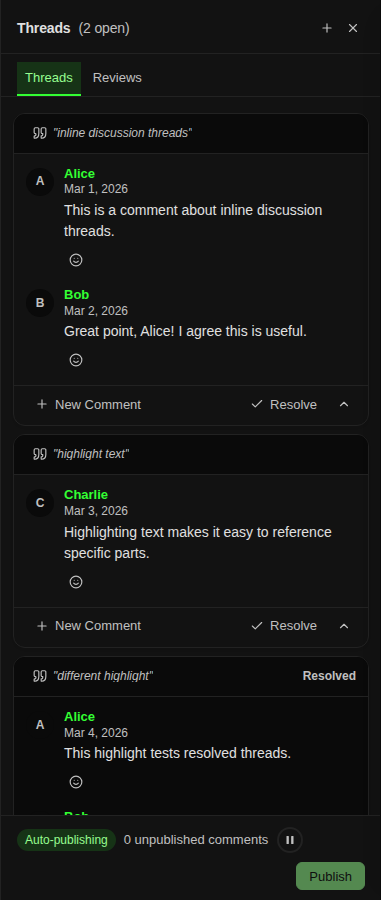 Threads (2 open)
Threads Reviews
"inline discussion threads"
A Alice
Mar 1, 2026
This is a comment about inline discussion
threads.
B Bob
Mar 2, 2026
Great point, Alice! I agree this is useful.
New Comment Resolve
"highlight text"
C Charlie
Mar 3, 2026
Highlighting text makes it easy to reference
specific parts.
New Comment Resolve
"different highlight" Resolved
A Alice
Mar 4, 2026
This highlight tests resolved threads.
Bob
Auto-publishing 0 unpublished comments
Publish